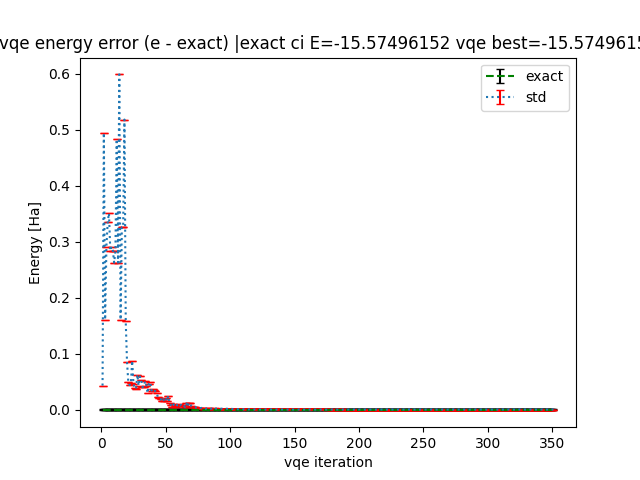 vqe energy error (e - exact) |exact ci E=-15.57496152 vqe best=-15.5749615
exact
std
0.6
0.5
0.4
0.3
0.2
0.1
0.0
Energy [Ha]
0 50 100 150 200 250 300 350
vqe iteration